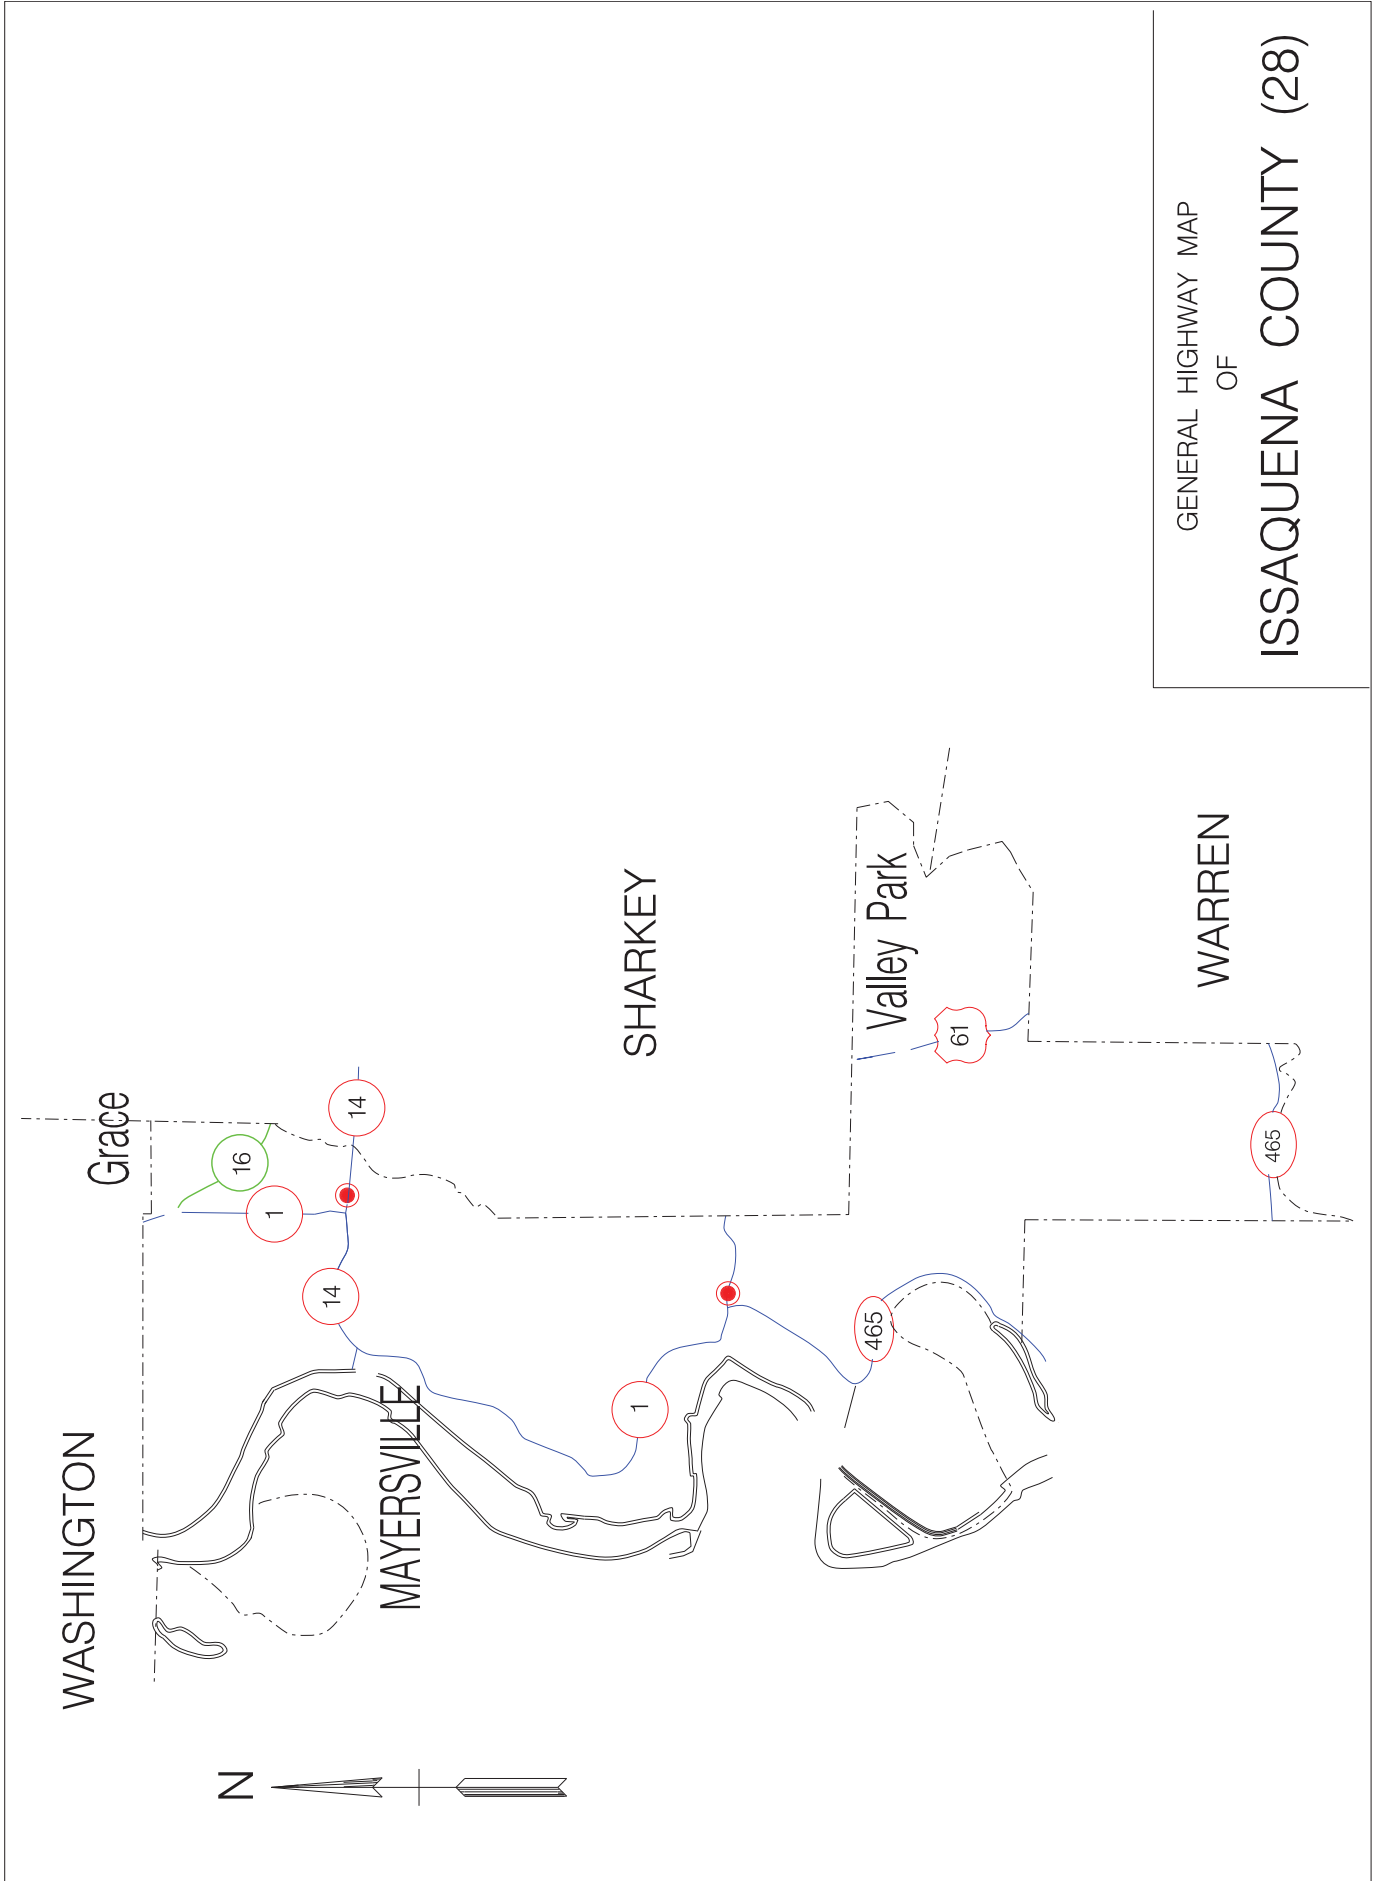 WASHINGTON
Grace
16
1
14
14
MAYERSVILLE
SHARKEY
1
Valley Park
61
465
WARREN
465
N
GENERAL HIGHWAY MAP
OF
ISSAQUENA COUNTY (28)